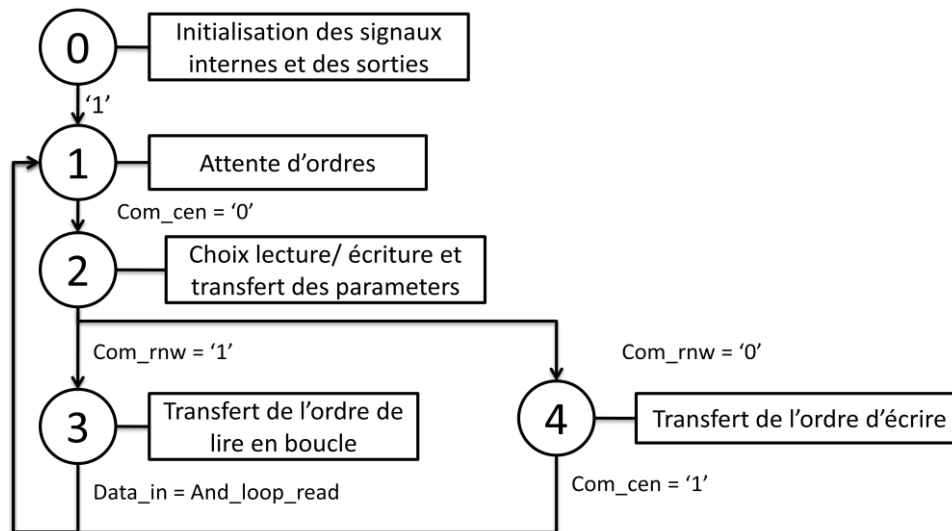 0
Initialisation des signaux
internes et des sorties
‘1’
1
Attente d’ordres
Com_cen = ‘0’
2
Choix lecture/ écriture et
transfert des parameters
Com_rnw = ‘1’
Com_rnw = ‘0’
3
Transfert de l’ordre de
lire en boucle
4
Transfert de l’ordre d’écrire
Data_in = And_loop_read
Com_cen = ‘1’